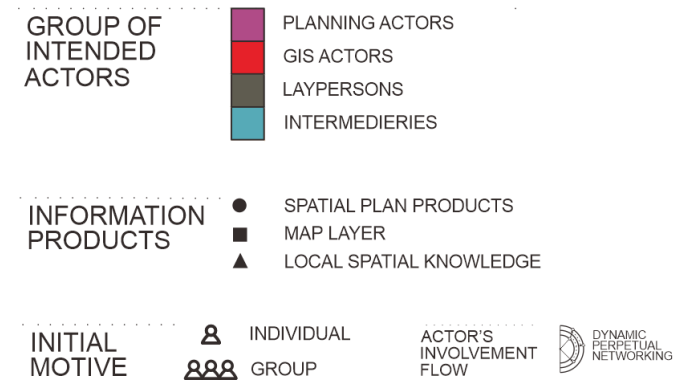 GROUP OF
INTENDED
ACTORS
PLANNING ACTORS
GIS ACTORS
LAYPERSONS
INTERMEDIERIES
INFORMATION
PRODUCTS
SPATIAL PLAN PRODUCTS
MAP LAYER
LOCAL SPATIAL KNOWLEDGE
INITIAL
MOTIVE
INDIVIDUAL
GROUP
ACTOR'S
INVOLVEMENT
FLOW
DYNAMIC
PERPETUAL
NETWORKING